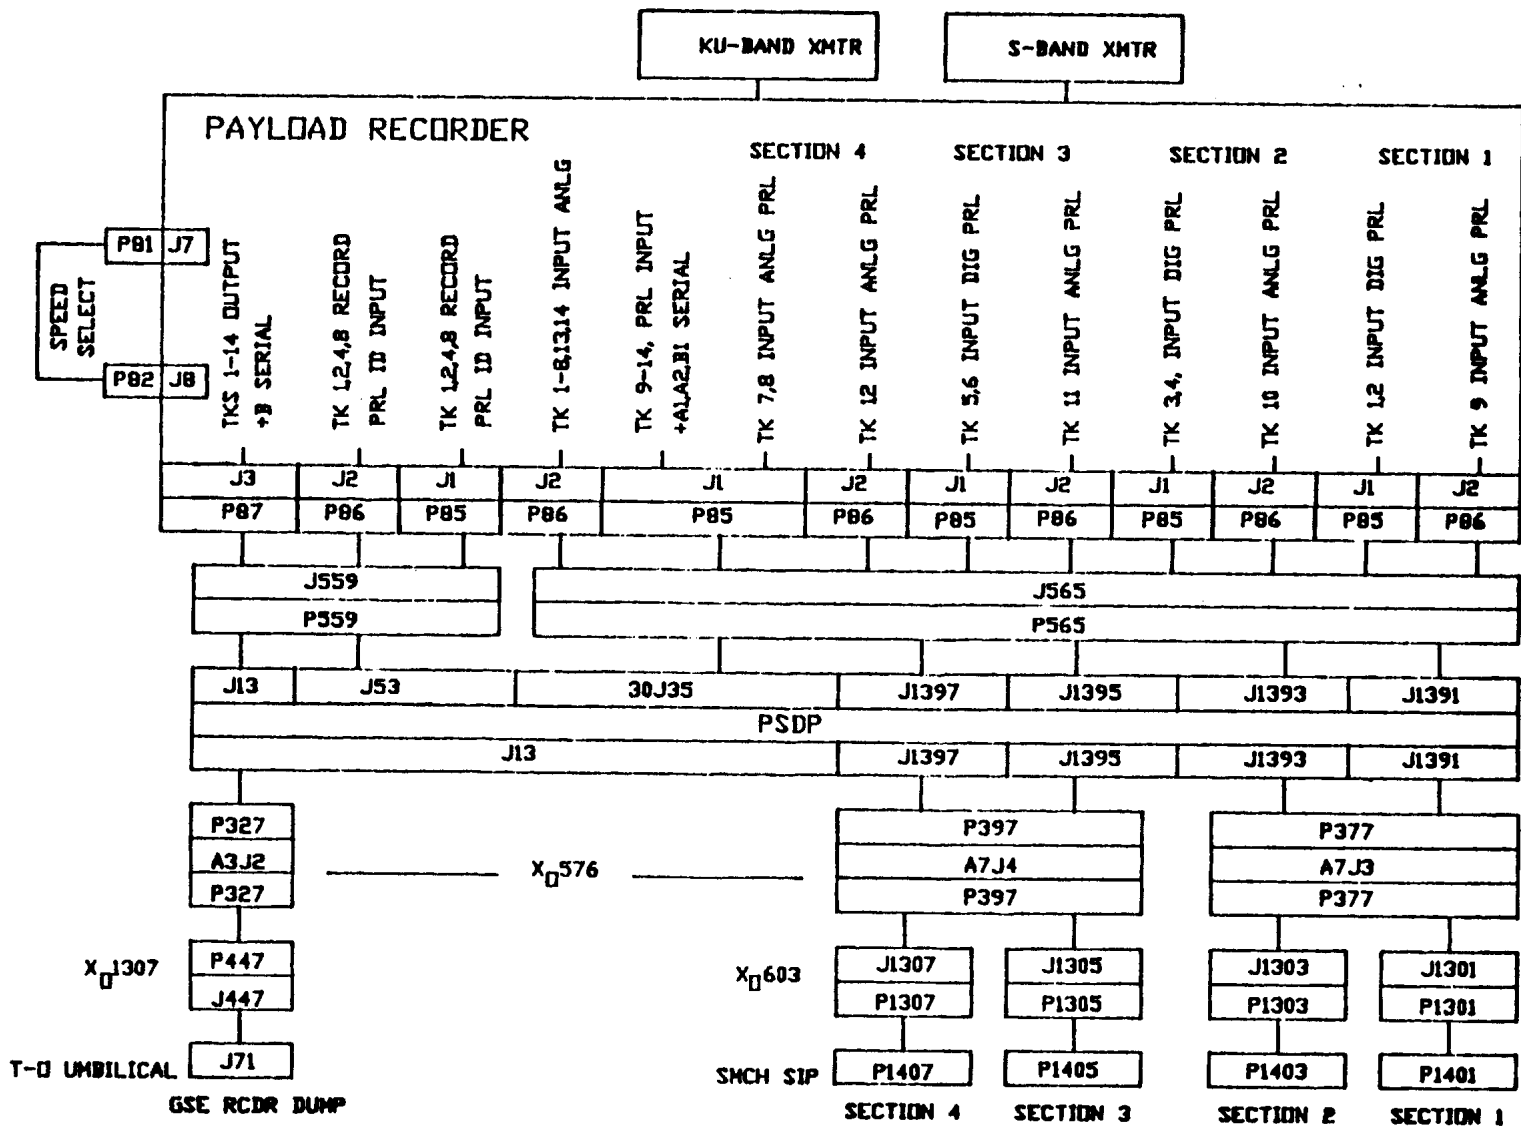 KU-BAND XMTR
S-BAND XMTR
PAYLOAD RECORDER
SECTION 4
SECTION 3
SECTION 2
SECTION 1
P81 J7
SPEED
SELECT
P82 J8
TKS 1-14 OUTPUT
+B SERIAL
TK 1,2,4,8 RECORD
PRL ID INPUT
TK 1,2,4,8 RECORD
PRL ID INPUT
TK 1-8,13,14 INPUT ANLG
TK 9-14, PRL INPUT
+A1,A2,B1 SERIAL
TK 7,8 INPUT ANLG PRL
TK 12 INPUT ANLG PRL
TK 5,6 INPUT DIG PRL
TK 11 INPUT ANLG PRL
TK 3,4, INPUT DIG PRL
TK 10 INPUT ANLG PRL
TK 1,2 INPUT DIG PRL
TK 9 INPUT ANLG PRL
J3 J2 J1 J2 J1 J2 J1 J2 J1 J2 J1 J2
P87 P86 P85 P86 P85 P86 P85 P86 P85 P86 P85 P86
J559
J565
P559
P565
J13 J53 30J35 J1397 J1395 J1393 J1391
PSDP
J13 J1397 J1395 J1393 J1391
P327
P397
P377
A3J2
X0576
A7J4
A7J3
P327
P397
P377
X01307
P447
X0603
J1307
J1305
J1303
J1301
J447
P1307
P1305
P1303
P1301
T-0 UMBILICAL
J71
SMCH SIP
P1407
P1405
P1403
P1401
GSE RCDR DUMP
SECTION 4
SECTION 3
SECTION 2
SECTION 1